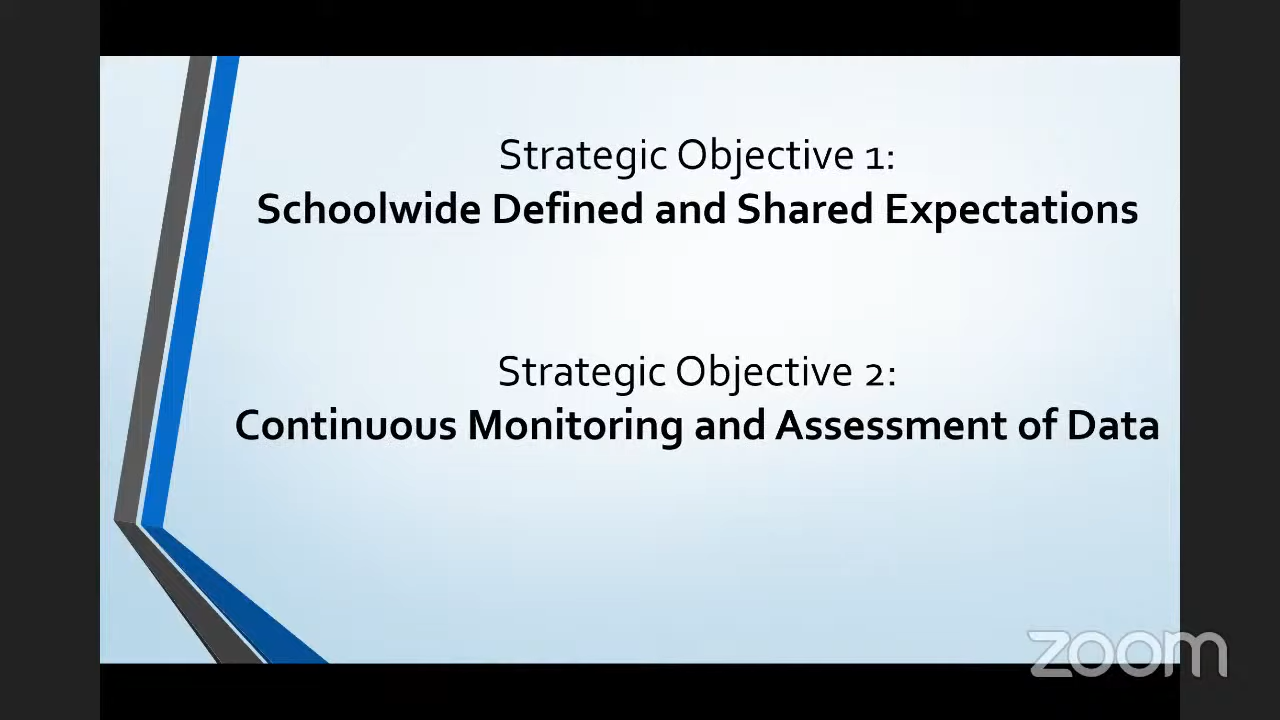 Strategic Objective 1:
Schoolwide Defined and Shared Expectations
Strategic Objective 2:
Continuous Monitoring and Assessment of Data
zoom